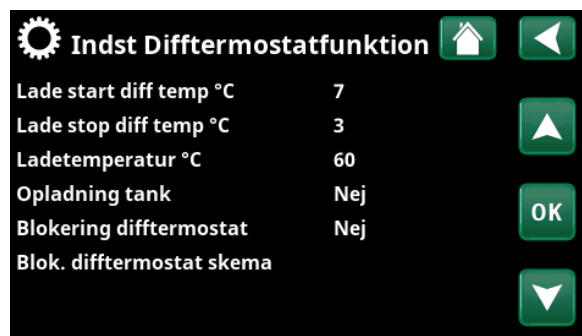 Indst Difftermostatfunktion
Lade start diff temp °C 7
Lade stop diff temp °C 3
Ladetemperatur °C 60
Opladning tank Nej
Blokering difftermostat Nej
Blok. difftermostat skema
OK